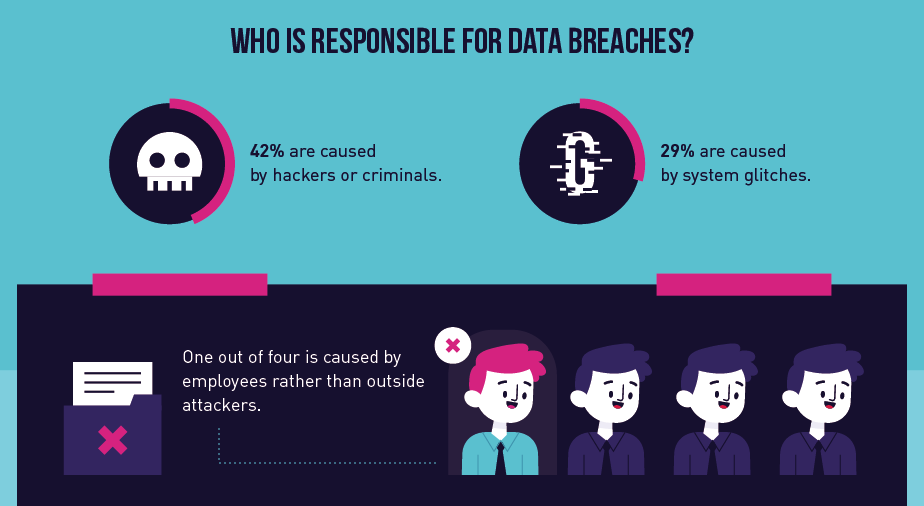 WHO IS RESPONSIBLE FOR DATA BREACHES?
42% are caused
by hackers or criminals.
29% are caused
by system glitches.
One out of four is caused by
employees rather than outside
attackers.